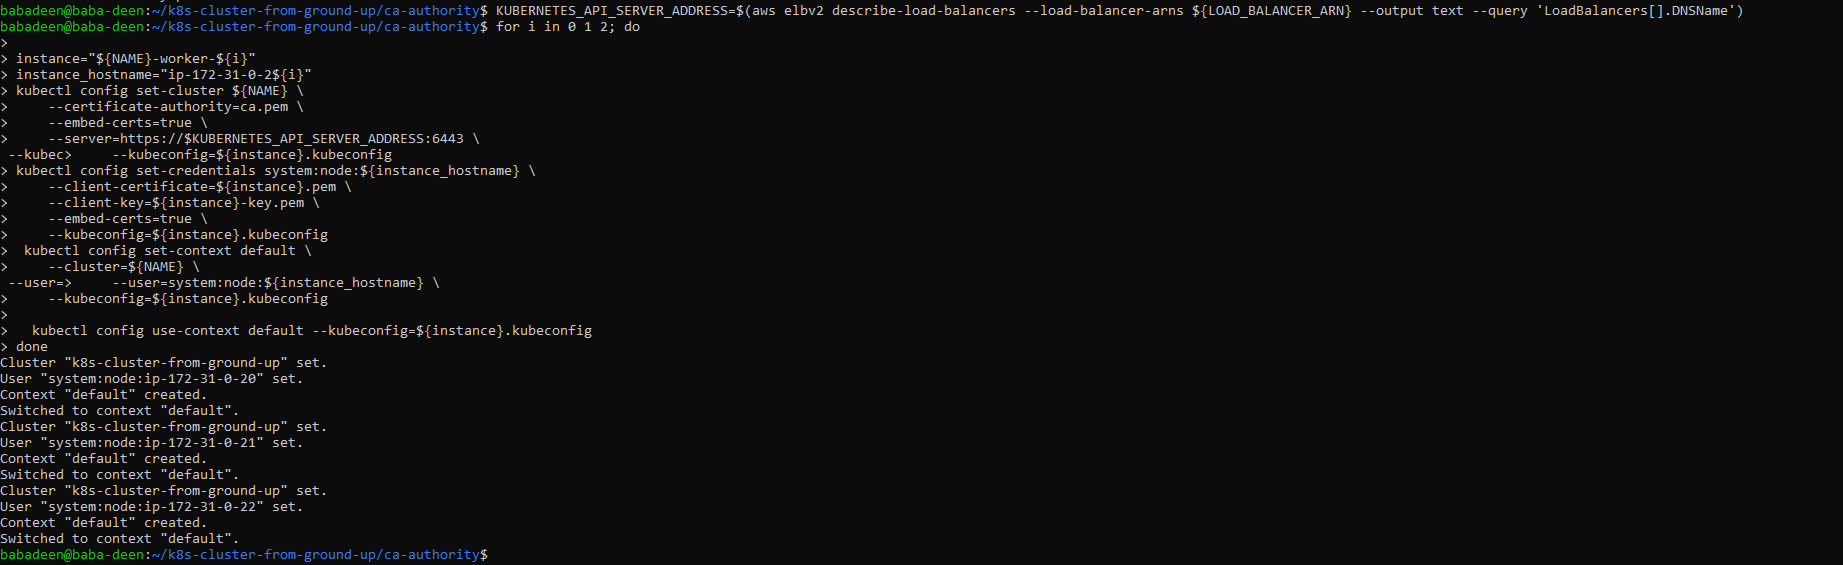 babadeen@baba-deen:~/k8s-cluster-from-ground-up/ca-authority$ KUBERNETES_API_SERVER_ADDRESS=$(aws elbv2 describe-load-balancers --load-balancer-arns ${LOAD_BALANCER_ARN} --output text --query 'LoadBalancers[].DNSName')
babadeen@baba-deen:~/k8s-cluster-from-ground-up/ca-authority$ for i in 0 1 2; do
>
> instance="${NAME}-worker-${i}"
> instance_hostname="ip-172-31-0-2${i}"
> kubectl config set-cluster ${NAME} \
>     --certificate-authority=ca.pem \
>     --embed-certs=true \
>     --server=https://$KUBERNETES_API_SERVER_ADDRESS:6443 \
 --kubec>     --kubeconfig=${instance}.kubeconfig
> kubectl config set-credentials system:node:${instance_hostname} \
>     --client-certificate=${instance}.pem \
>     --client-key=${instance}-key.pem \
>     --embed-certs=true \
>     --kubeconfig=${instance}.kubeconfig
>  kubectl config set-context default \
>     --cluster=${NAME} \
 --user=>     --user=system:node:${instance_hostname} \
>     --kubeconfig=${instance}.kubeconfig
>
>   kubectl config use-context default --kubeconfig=${instance}.kubeconfig
> done
Cluster "k8s-cluster-from-ground-up" set.
User "system:node:ip-172-31-0-20" set.
Context "default" created.
Switched to context "default".
Cluster "k8s-cluster-from-ground-up" set.
User "system:node:ip-172-31-0-21" set.
Context "default" created.
Switched to context "default".
Cluster "k8s-cluster-from-ground-up" set.
User "system:node:ip-172-31-0-22" set.
Context "default" created.
Switched to context "default".
babadeen@baba-deen:~/k8s-cluster-from-ground-up/ca-authority$